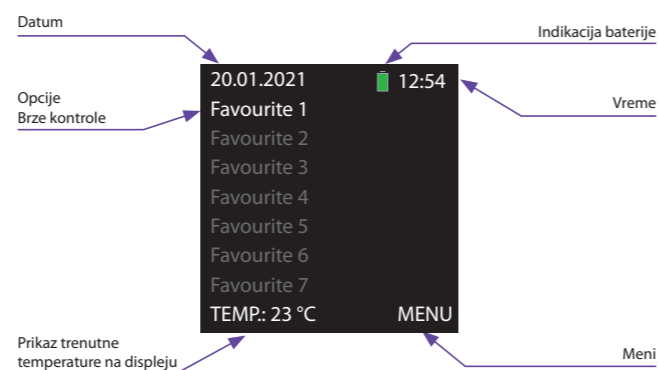 Datum
Indikacija baterije
20.01.2021 12:54
Opcije
Brze kontrole
Vreme
Favourite 1
Favourite 2
Favourite 3
Favourite 4
Favourite 5
Favourite 6
Favourite 7
TEMP.: 23 °C MENU
Prikaz trenutne
temperature na displeju
Meni